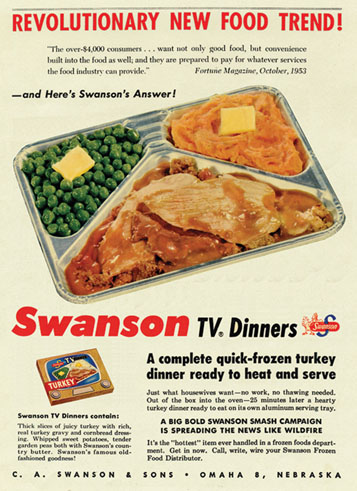 REVOLUTIONARY NEW FOOD TREND!
"The over-$4,000 consumers . . . want not only good food, but convenience
built into the food as well; and they are prepared to pay for whatever services
the food industry can provide."
Fortune Magazine, October, 1953
—and Here's Swanson's Answer!
Swanson TV® Dinners
Swanson
A complete quick-frozen turkey
dinner ready to heat and serve
Just what housewives want—no work, no thawing needed.
Out of the box into the oven—25 minutes later a hearty
turkey dinner ready to eat on its own aluminum serving tray.
A BIG BOLD SWANSON SMASH CAMPAIGN
IS SPREADING THE NEWS LIKE WILDFIRE
It's the "hottest" item ever handled in a frozen foods depart-
ment. Get in now. Call, write, wire your Swanson Frozen
Food Distributor.
TV
TURKEY
Swanson TV Dinners contain:
Thick slices of juicy turkey with rich,
real turkey gravy and cornbread dress-
ing. Whipped sweet potatoes, tender
garden peas both with Swanson's coun-
try butter. Swanson's famous old-
fashioned goodness!
C. A. SWANSON & SONS • OMAHA 8, NEBRASKA